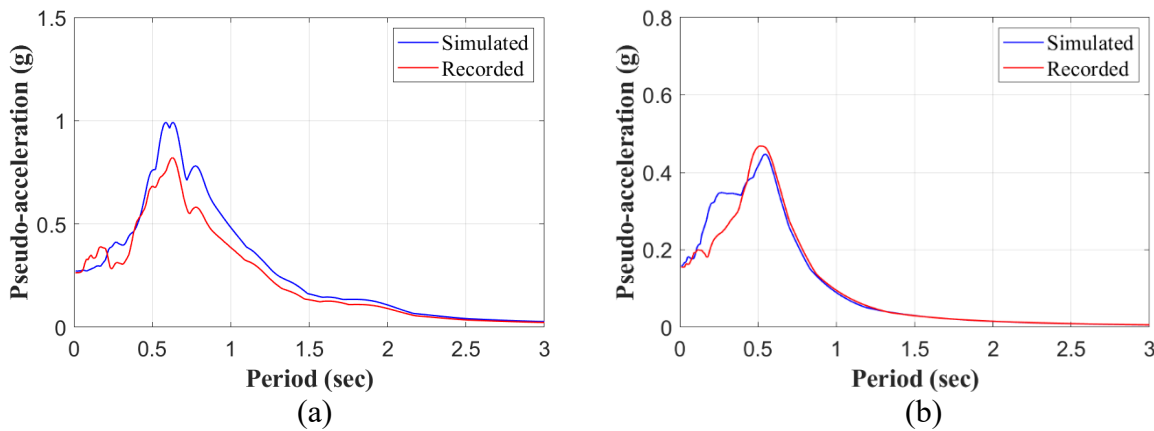 1.5
1
0.5
0
Pseudo-acceleration (g)
Simulated
Recorded
0 0.5 1 1.5 2 2.5 3
Period (sec)
(a)
0.8
0.6
0.4
0.2
0
Pseudo-acceleration (g)
Simulated
Recorded
0 0.5 1 1.5 2 2.5 3
Period (sec)
(b)